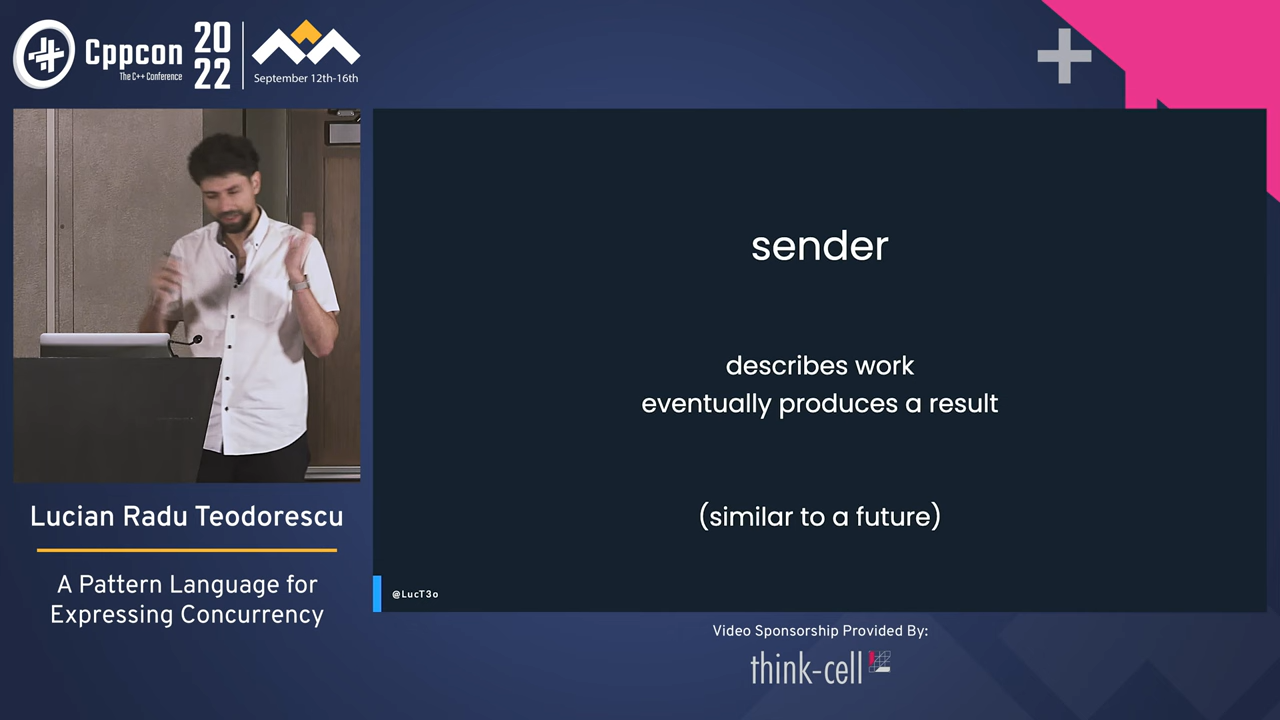 Cppcon
The C++ Conference
20
22
September 12th-16th
sender
describes work
eventually produces a result
(similar to a future)
@LucT3o
Lucian Radu Teodorescu
A Pattern Language for
Expressing Concurrency
Video Sponsorship Provided By:
think-cell